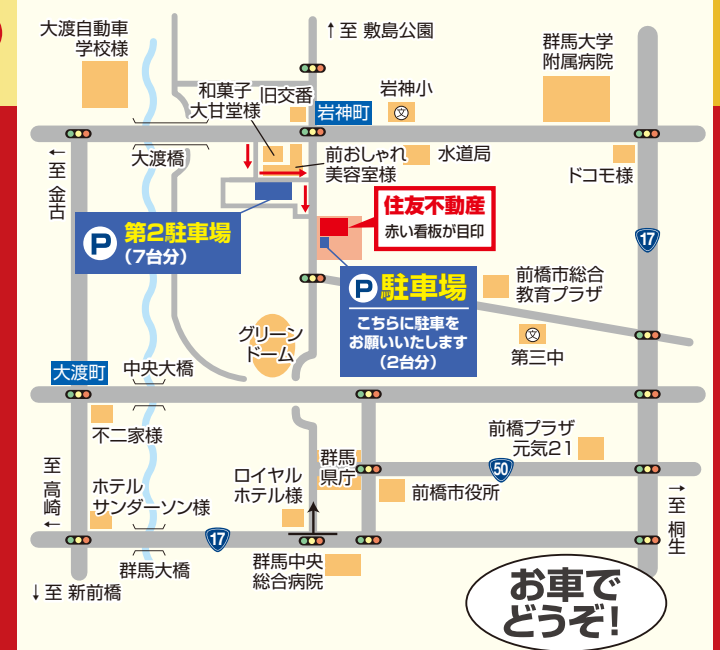 大渡自動車
学校様
↑至 敷島公園
群馬大学
附属病院
和菓子
大甘堂様
旧交番
岩神町
岩神小
文
←至 金古
大渡橋
前おしゃれ
美容室様
水道局
ドコモ様
住友不動産
赤い看板が目印
P 第2駐車場
(7台分)
17
P 駐車場
こちらに駐車を
お願いいたします
(2台分)
前橋市総合
教育プラザ
文
第三中
グリーン
ドーム
大渡町
中央大橋
不二家様
前橋プラザ
元気21
群馬
県庁
50
至 高崎←
ホテル
サンダーソン様
ロイヤル
ホテル様
前橋市役所
→至 桐生
17
群馬大橋
群馬中央
総合病院
↓至 新前橋
お車で
どうぞ!